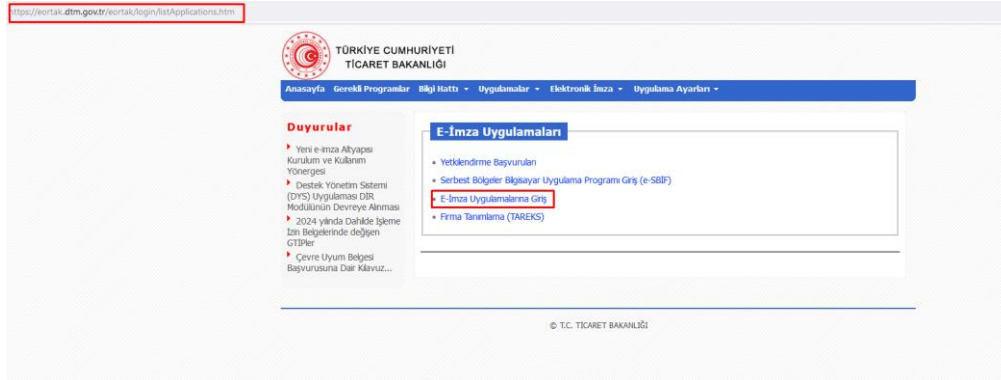 https://eortak.dtm.gov.tr/eortak/login/listApplications.htm
TÜRKİYE CUMHURİYETİ
TİCARET BAKANLIĞI
Anasayfa Gerekli Programlar Bilgi Hattı Uygulamalar Elektronik İmza Uygulama Ayarları
Duyurular
Yeni e-imza Altyapısı
Kurulum ve Kullanım
Yönergesi
Destek Yönetim Sistemi
(DYS) Uygulaması DİR
Modülünün Devreye Alınması
2024 yılında Dahilde İşleme
İzin Belgelerinde değişen
GTİPler
Çevre Uyum Belgesi
Başvurusuna Dair Kılavuz...
E-İmza Uygulamaları
Yetkilendirme Başvuruları
Serbest Bölgeler Bilgisayar Uygulama Programı Giriş (e-SBİF)
E-İmza Uygulamalarına Giriş
Firma Tanımlama (TAREKS)
© T.C. TİCARET BAKANLIĞI